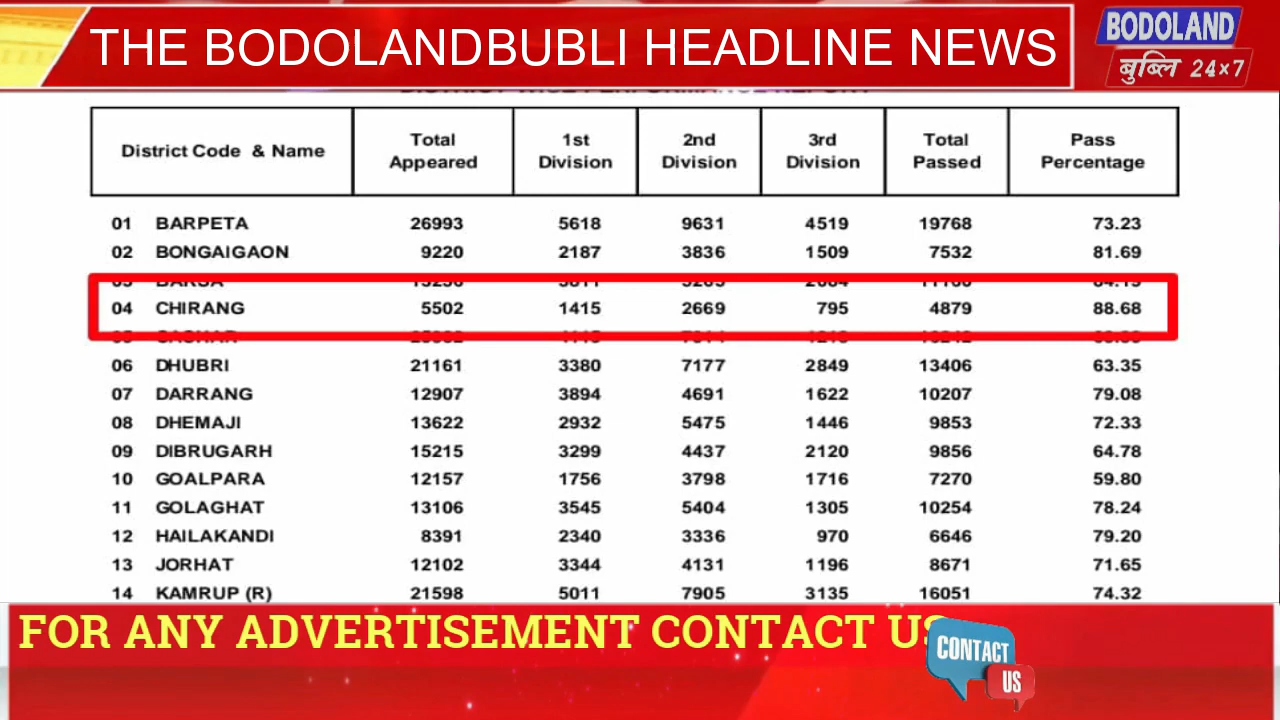 THE BODOLANDBUBLI HEADLINE NEWS
BODOLAND
बुब्लि 24×7
District Code & Name Total Appeared 1st Division 2nd Division 3rd Division Total Passed Pass Percentage
01 BARPETA 26993 5618 9631 4519 19768 73.23
02 BONGAIGAON 9220 2187 3836 1509 7532 81.69
04 CHIRANG 5502 1415 2669 795 4879 88.68
06 DHUBRI 21161 3380 7177 2849 13406 63.35
07 DARRANG 12907 3894 4691 1622 10207 79.08
08 DHEMAJI 13622 2932 5475 1446 9853 72.33
09 DIBRUGARH 15215 3299 4437 2120 9856 64.78
10 GOALPARA 12157 1756 3798 1716 7270 59.80
11 GOLAGHAT 13106 3545 5404 1305 10254 78.24
12 HAILAKANDI 8391 2340 3336 970 6646 79.20
13 JORHAT 12102 3344 4131 1196 8671 71.65
14 KAMRUP (R) 21598 5011 7905 3135 16051 74.32
FOR ANY ADVERTISEMENT CONTACT US
CONTACT
US